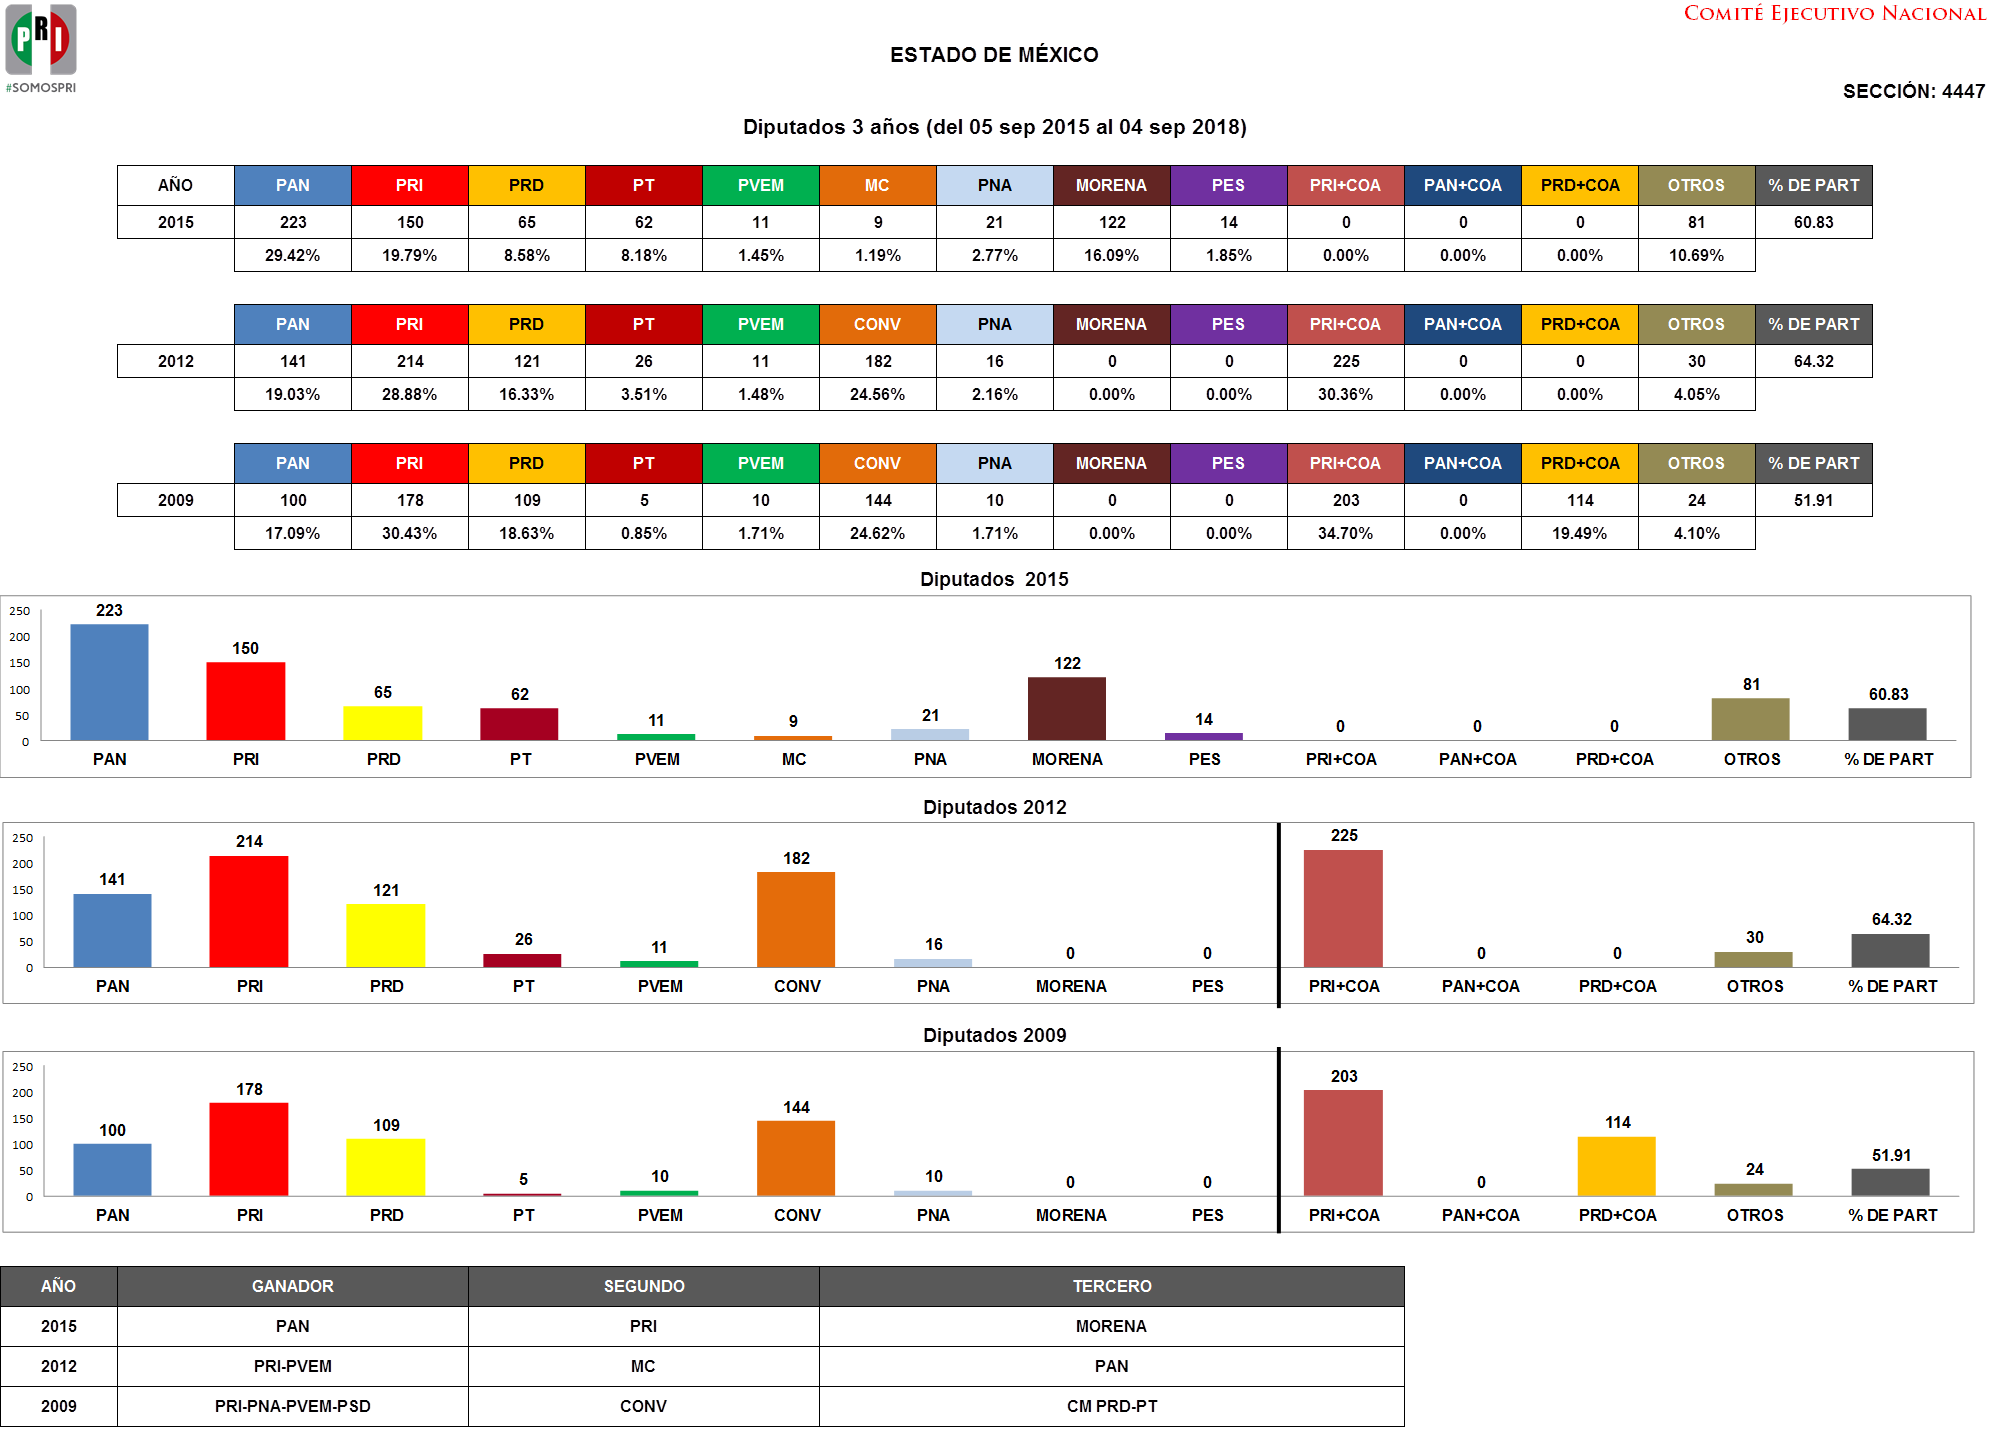 PRI
#SOMOSPRI
COMITÉ EJECUTIVO NACIONAL
ESTADO DE MÉXICO
SECCIÓN: 4447
Diputados 3 años (del 05 sep 2015 al 04 sep 2018)
AÑO PAN PRI PRD PT PVEM MC PNA MORENA PES PRI+COA PAN+COA PRD+COA OTROS % DE PART
2015 223 150 65 62 11 9 21 122 14 0 0 0 81 60.83
29.42% 19.79% 8.58% 8.18% 1.45% 1.19% 2.77% 16.09% 1.85% 0.00% 0.00% 0.00% 10.69%
PAN PRI PRD PT PVEM CONV PNA MORENA PES PRI+COA PAN+COA PRD+COA OTROS % DE PART
2012 141 214 121 26 11 182 16 0 0 225 0 0 30 64.32
19.03% 28.88% 16.33% 3.51% 1.48% 24.56% 2.16% 0.00% 0.00% 30.36% 0.00% 0.00% 4.05%
PAN PRI PRD PT PVEM CONV PNA MORENA PES PRI+COA PAN+COA PRD+COA OTROS % DE PART
2009 100 178 109 5 10 144 10 0 0 203 0 114 24 51.91
17.09% 30.43% 18.63% 0.85% 1.71% 24.62% 1.71% 0.00% 0.00% 34.70% 0.00% 19.49% 4.10%
Diputados 2015
250
200
150
100
50
0
223 150 65 62 11 9 21 122 14 0 0 0 81 60.83
PAN PRI PRD PT PVEM MC PNA MORENA PES PRI+COA PAN+COA PRD+COA OTROS % DE PART
Diputados 2012
250
200
150
100
50
0
141 214 121 26 11 182 16 0 0 225 0 0 30 64.32
PAN PRI PRD PT PVEM CONV PNA MORENA PES PRI+COA PAN+COA PRD+COA OTROS % DE PART
Diputados 2009
250
200
150
100
50
0
100 178 109 5 10 144 10 0 0 203 0 114 24 51.91
PAN PRI PRD PT PVEM CONV PNA MORENA PES PRI+COA PAN+COA PRD+COA OTROS % DE PART
AÑO GANADOR SEGUNDO TERCERO
2015 PAN PRI MORENA
2012 PRI-PVEM MC PAN
2009 PRI-PNA-PVEM-PSD CONV CM PRD-PT